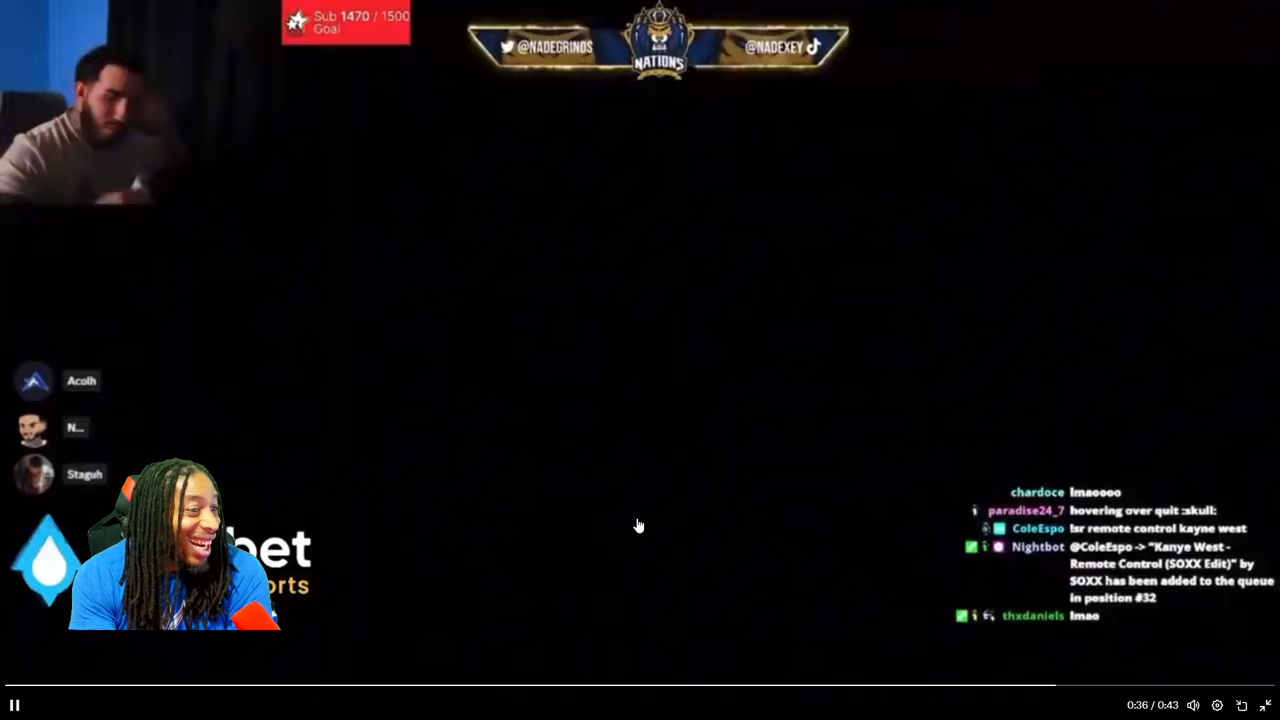 Sub 1470 / 1500
Goal
@NADEGRINDS
NATIONS
@NADEXEY
Acolh
N...
Staguh
bet
orts
chardoce lmaoooo
paradise24_7 hovering over quit :skull:
ColeEspo !sr remote control kayne west
Nightbot @ColeEspo -> "Kanye West -
Remote Control (SOXX Edit)" by
SOXX has been added to the queue
in position #32
thxdaniels lmao
0:36 / 0:43